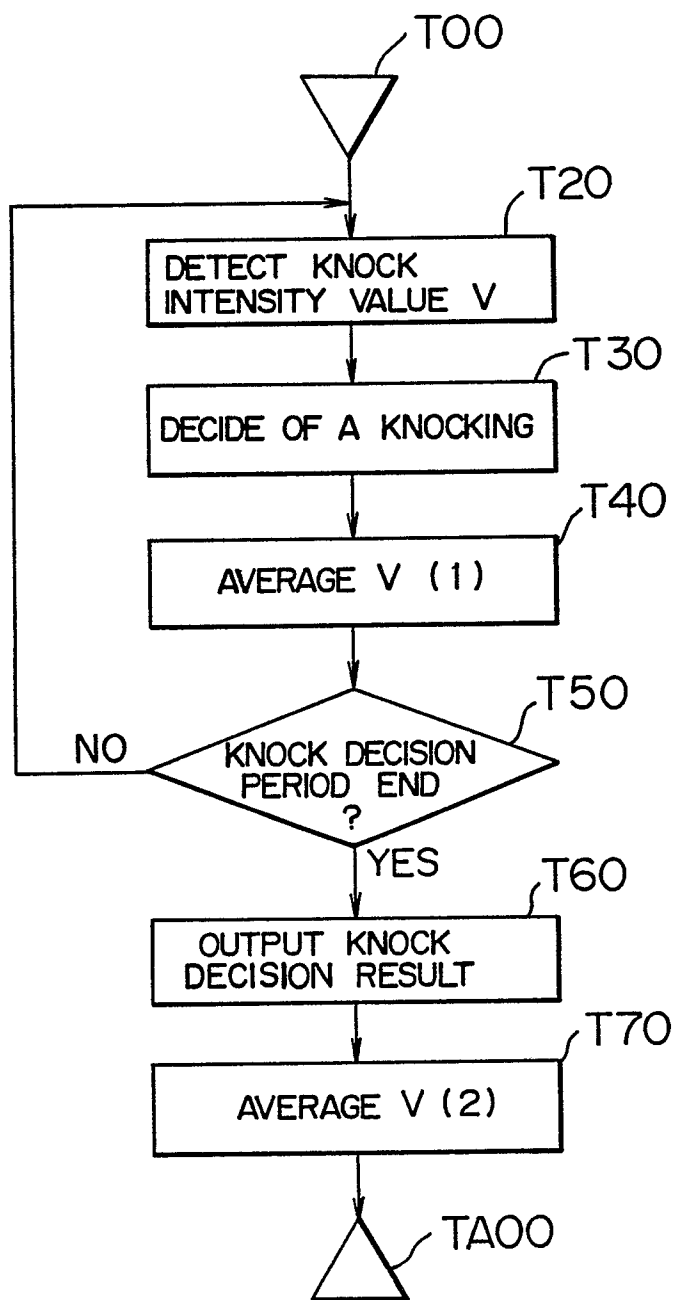 T00
T20
DETECT KNOCK
INTENSITY VALUE V
T30
DECIDE OF A KNOCKING
T40
AVERAGE V (1)
T50
NO
KNOCK DECISION
PERIOD END
?
YES
T60
OUTPUT KNOCK
DECISION RESULT
T70
AVERAGE V (2)
TA00